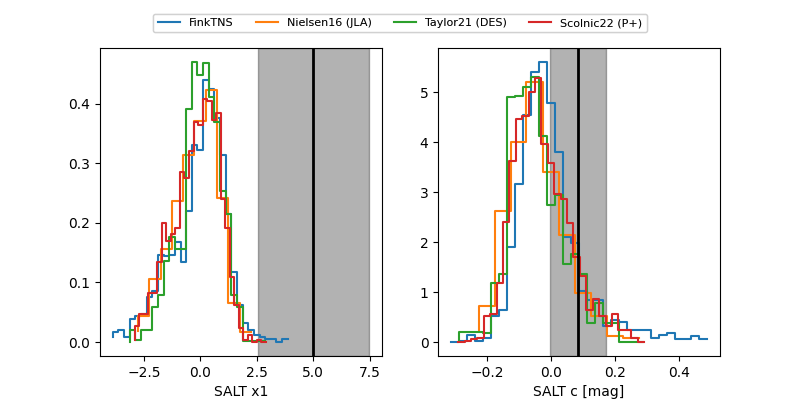 FinkTNS Nielsen16 (JLA) Taylor21 (DES) Scolnic22 (P+)
0.4
0.3
0.2
0.1
0.0
−2.5 0.0 2.5 5.0 7.5
SALT x1
5
4
3
2
1
0
−0.2 0.0 0.2 0.4
SALT c [mag]